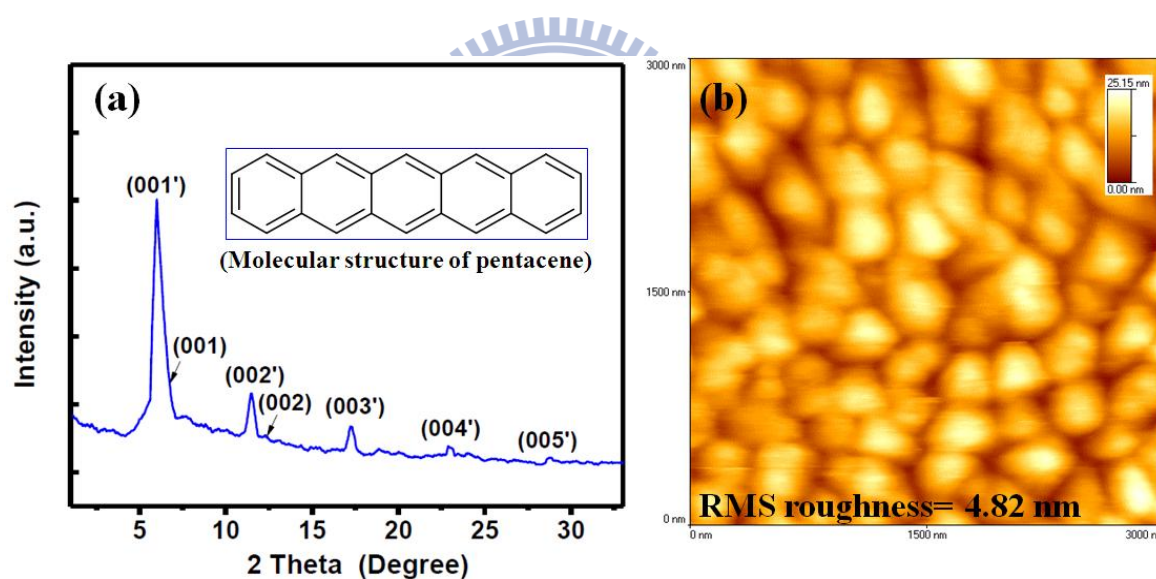 (a)
Intensity (a.u.)
(001')
(001)
(002')
(002)
(003')
(004')
(005')
(Molecular structure of pentacene)
5 10 15 20 25 30
2 Theta (Degree)
(b)
3000 nm
25.15 nm
0.00 nm
1500 nm
RMS roughness= 4.82 nm
0 nm
0 nm 1500 nm 3000 nm